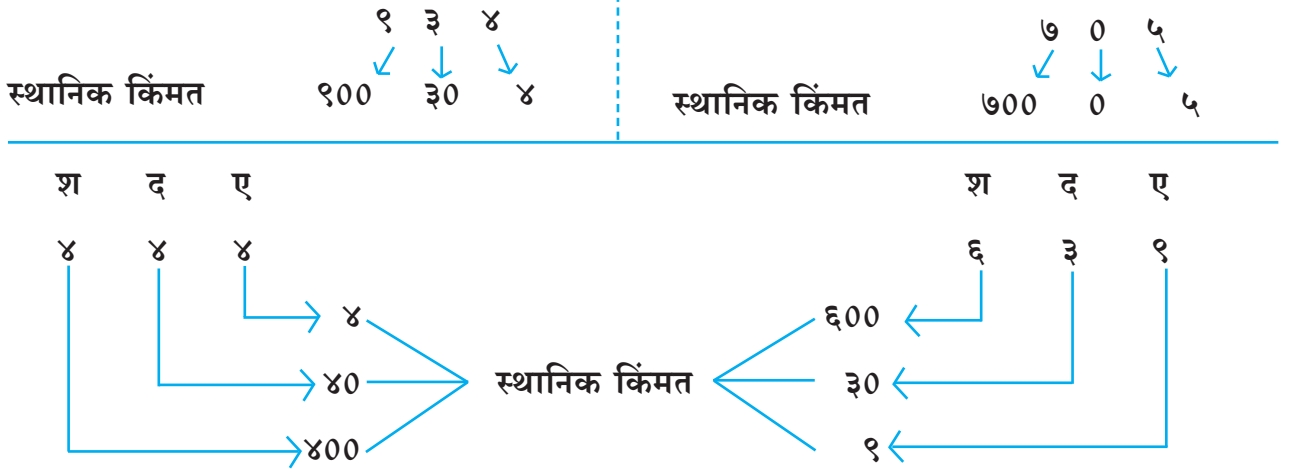 ९ ३ ४
स्थानिक किंमत ९०० ३० ४
७ ० ५
स्थानिक किंमत ७०० ० ५
श द ए
४ ४ ४
४
४०
४००
स्थानिक किंमत
श द ए
६ ३ ९
६००
३०
९